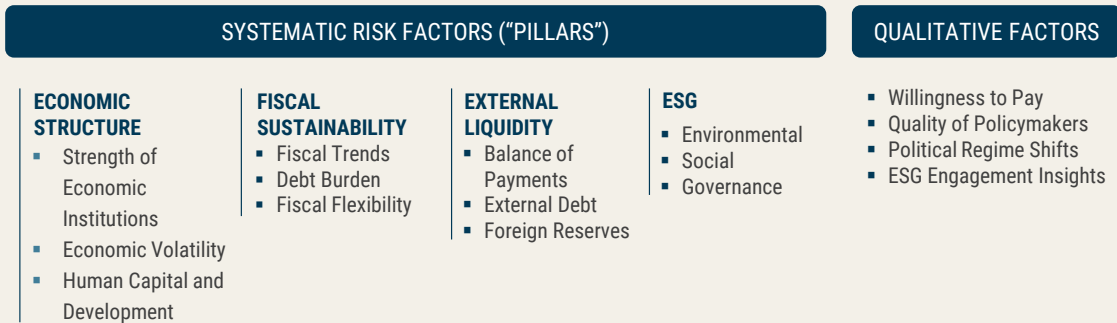 SYSTEMATIC RISK FACTORS (“PILLARS”)
QUALITATIVE FACTORS
ECONOMIC
STRUCTURE
▪ Strength of
Economic
Institutions
▪ Economic Volatility
▪ Human Capital and
Development
FISCAL
SUSTAINABILITY
▪ Fiscal Trends
▪ Debt Burden
▪ Fiscal Flexibility
EXTERNAL
LIQUIDITY
▪ Balance of
Payments
▪ External Debt
▪ Foreign Reserves
ESG
▪ Environmental
▪ Social
▪ Governance
▪ Willingness to Pay
▪ Quality of Policymakers
▪ Political Regime Shifts
▪ ESG Engagement Insights